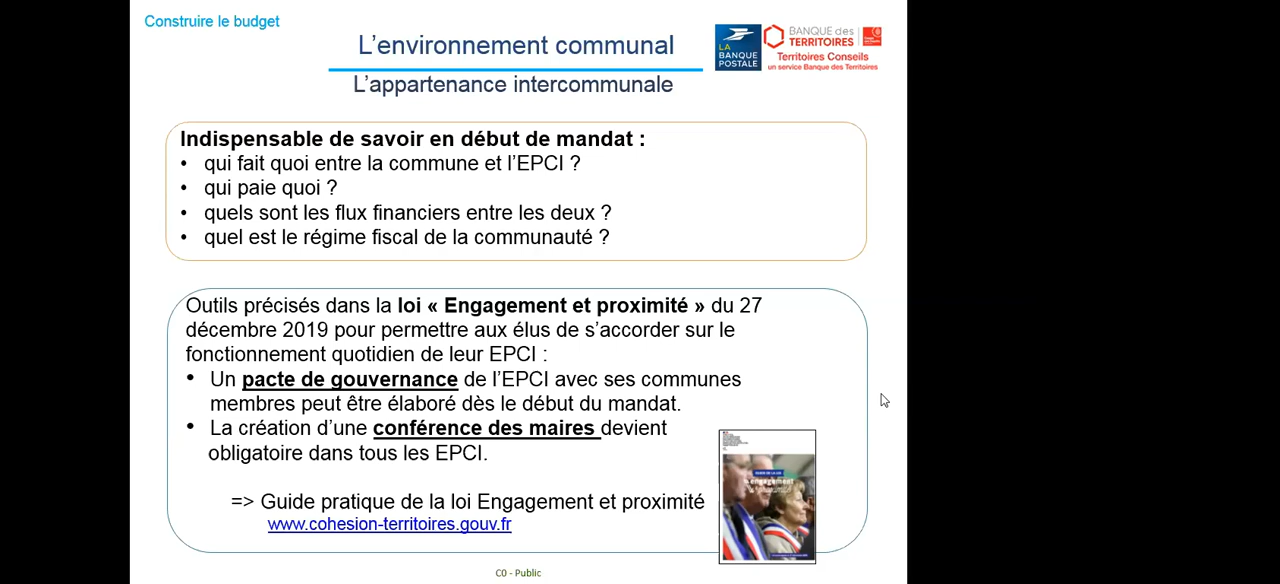 Construire le budget
L'environnement communal
L'appartenance intercommunale
LA
BANQUE
POSTALE
BANQUE des
TERRITOIRES
Territoires Conseils
un service Banque des Territoires
Indispensable de savoir en début de mandat :
• qui fait quoi entre la commune et l'EPCI ?
• qui paie quoi ?
• quels sont les flux financiers entre les deux ?
• quel est le régime fiscal de la communauté ?
Outils précisés dans la loi « Engagement et proximité » du 27
décembre 2019 pour permettre aux élus de s'accorder sur le
fonctionnement quotidien de leur EPCI :
• Un pacte de gouvernance de l'EPCI avec ses communes
membres peut être élaboré dès le début du mandat.
• La création d'une conférence des maires devient
obligatoire dans tous les EPCI.
=> Guide pratique de la loi Engagement et proximité
www.cohesion-territoires.gouv.fr
GUIDE DE LA LOI
engagement
C0 - Public